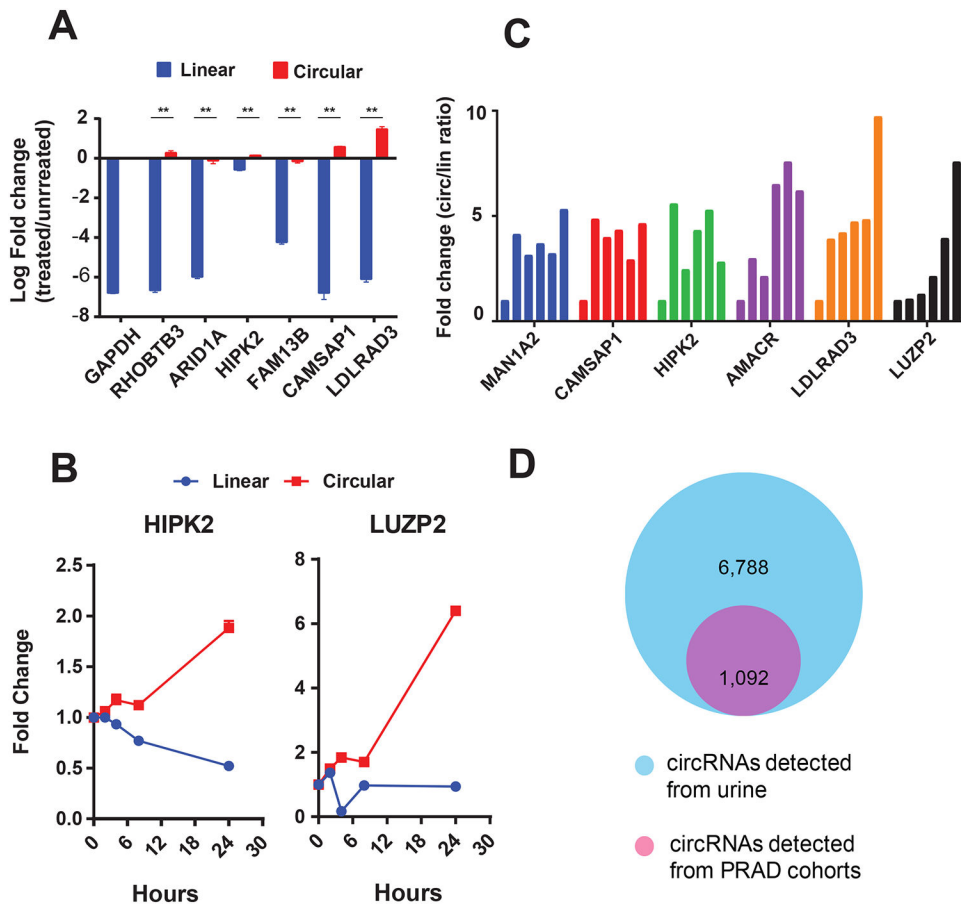 A
Linear Circular
Log Fold change
(treated/unrreated)
2
0
-2
-4
-6
-8
** ** ** ** ** **
GAPDH RHOBTB3 ARID1A HIPK2 FAM13B CAMSAP1 LDLRAD3
C
Fold change (circ/lin ratio)
10
5
0
MAN1A2 CAMSAP1 HIPK2 AMACR LDLRAD3 LUZP2
B
Linear Circular
HIPK2
Fold Change
2.5
2.0
1.5
1.0
0.5
0.0
0 6 12 18 24 30
Hours
LUZP2
8
6
4
2
0
0 6 12 18 24 30
Hours
D
6,788
1,092
circRNAs detected
from urine
circRNAs detected
from PRAD cohorts